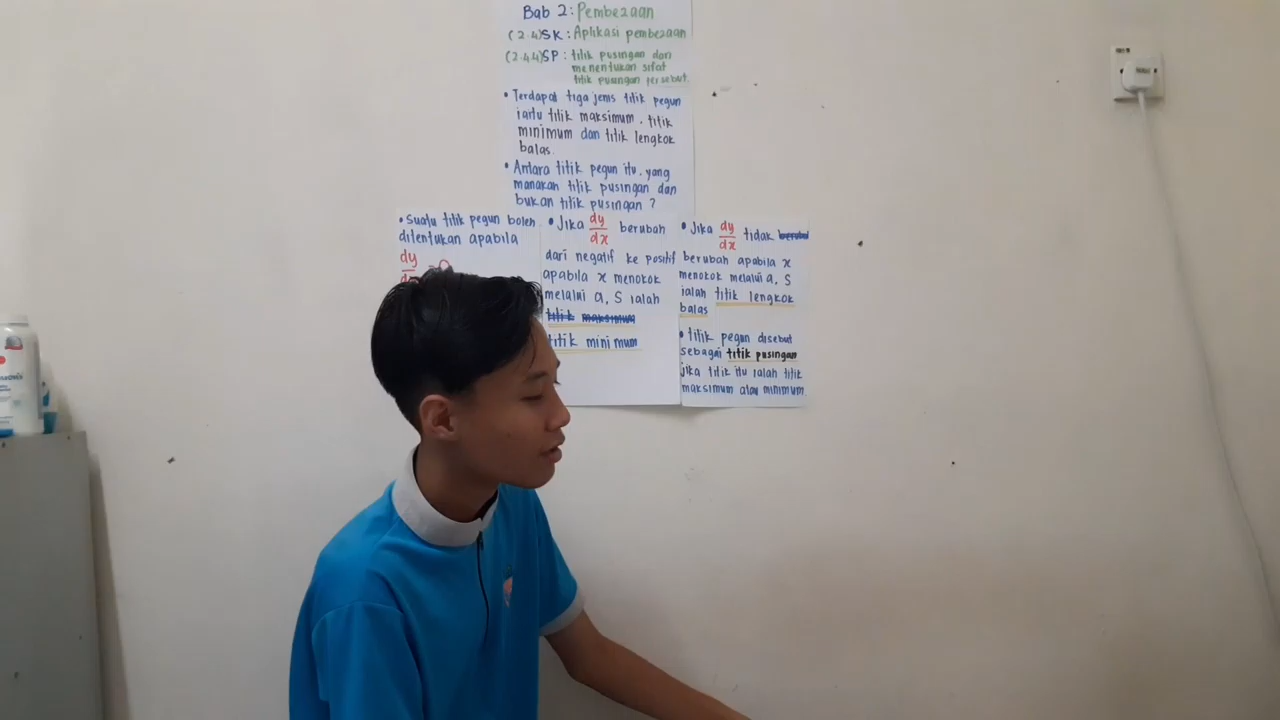 Bab 2: Pembezaan
(2.4)SK: Aplikasi pembezaan
(2.4.4)SP: titik pusingan dan
menentukan sifat
titik pusingan tersebut.
• Terdapat tiga jenis titik pegun
iaitu titik maksimum, titik
minimum dan titik lengkok
balas.
• Antara titik pegun itu, yang
manakah titik pusingan dan
bukan titik pusingan?
• Suatu titik pegun boleh
ditentukan apabila
dy
• Jika dy/dx berubah
dari negatif ke positif
apabila x menokok
melalui a, S ialah
titik maksimum
titik minimum
• Jika dy/dx tidak
berubah apabila x
menokok melalui a, S
ialah titik lengkok
balas
• titik pegun disebut
sebagai titik pusingan
jika titik itu ialah titik
maksimum atau minimum